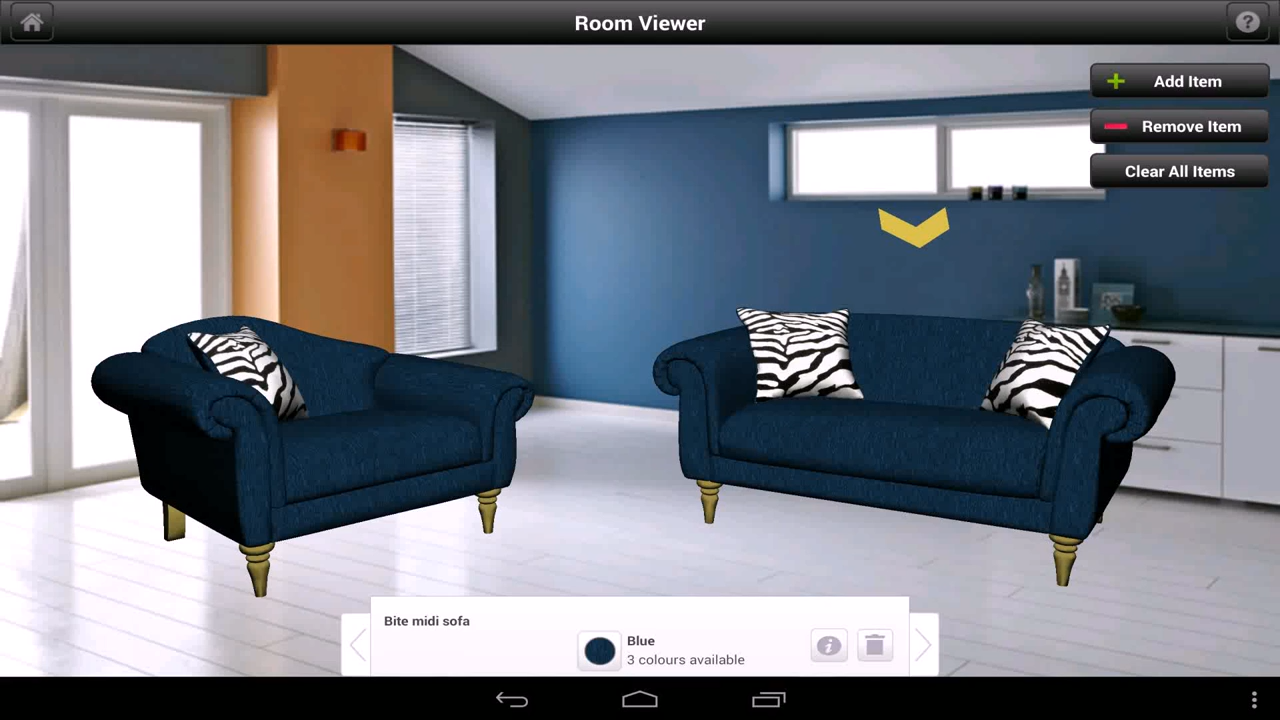 Room Viewer
Add Item
Remove Item
Clear All Items
Bite midi sofa
Blue
3 colours available